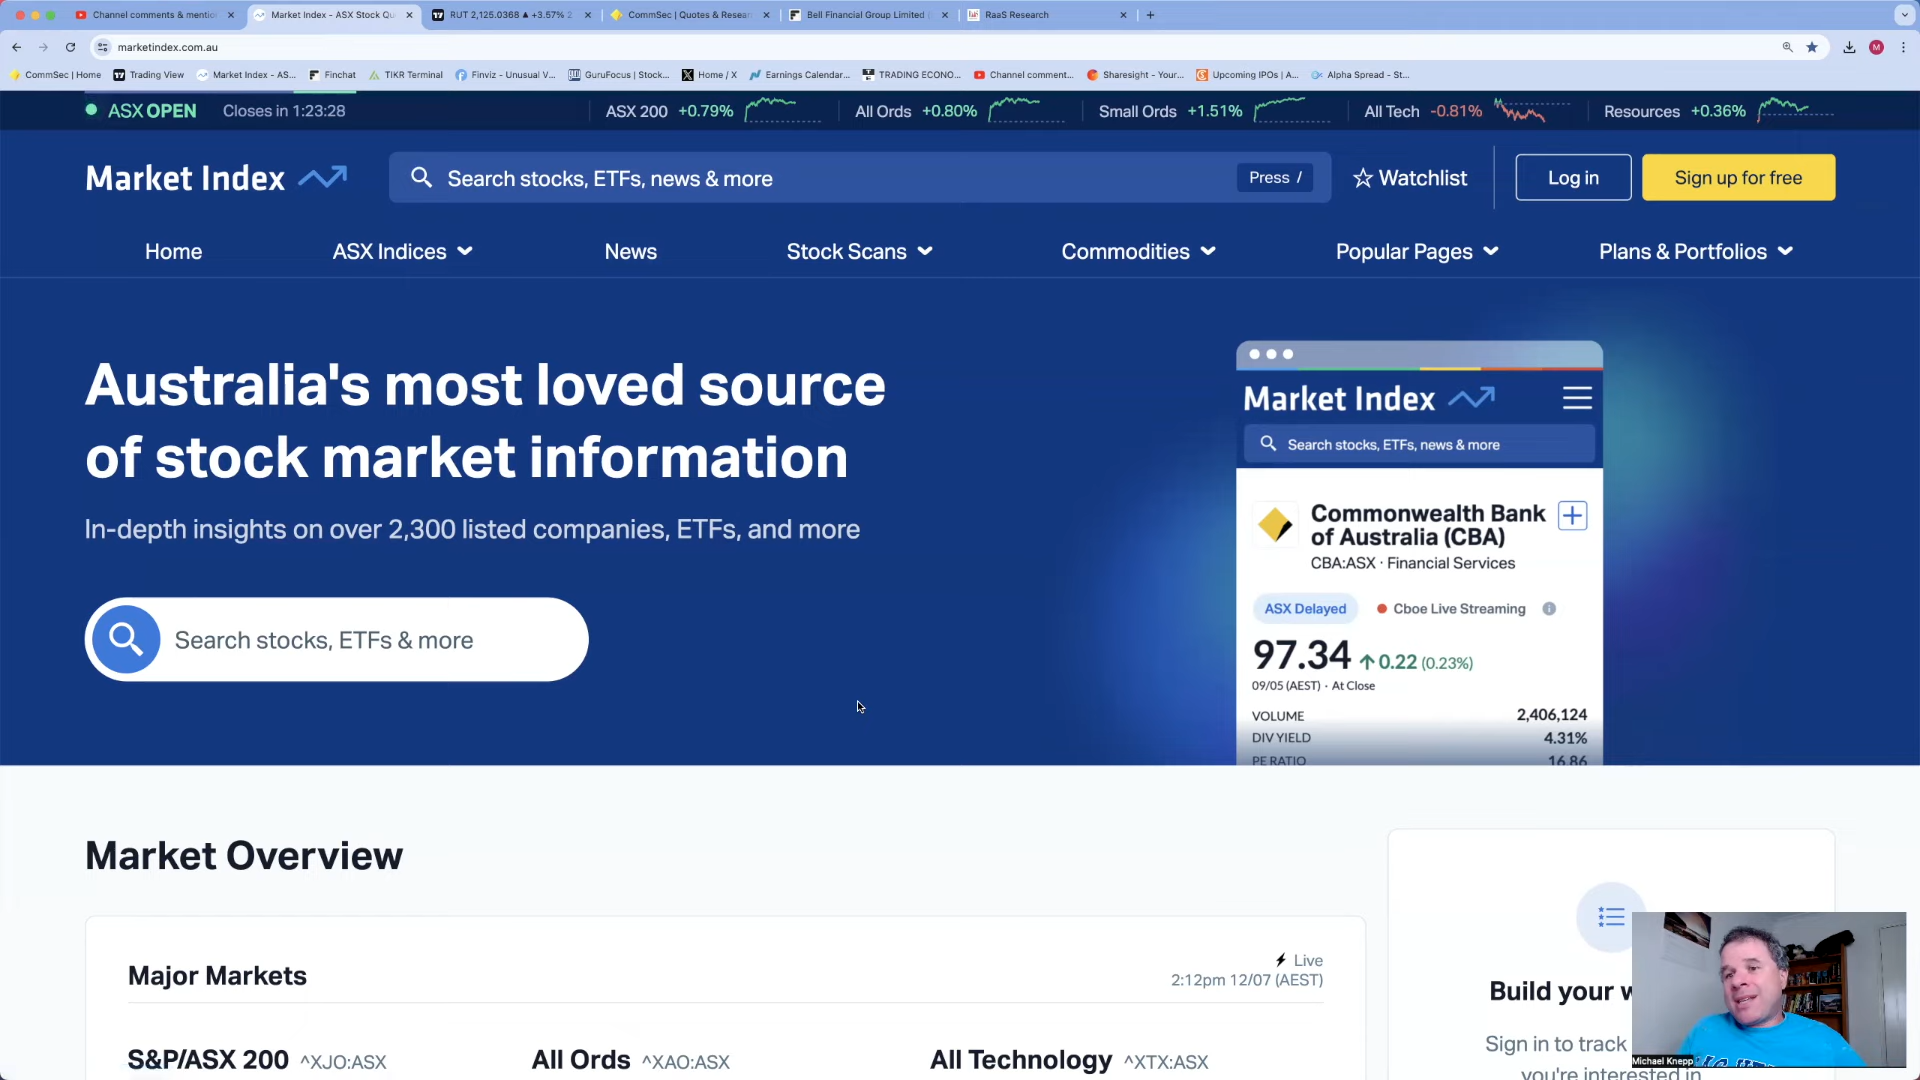 Channel comments & mentio
Market Index - ASX Stock Qu
RUT 2,125.0368 ▲ +3.57% 2
CommSec | Quotes & Resear
Bell Financial Group Limited (
RaaS Research
marketindex.com.au
M
CommSec | Home
Trading View
Market Index - AS...
Finchat
TIKR Terminal
Finviz - Unusual V...
GuruFocus | Stock...
Home / X
Earnings Calendar...
TRADING ECONO...
Channel comment...
Sharesight - Your...
Upcoming IPOs | A...
Alpha Spread - St...
ASX OPEN Closes in 1:23:28
ASX 200 +0.79%
All Ords +0.80%
Small Ords +1.51%
All Tech -0.81%
Resources +0.36%
Market Index
Search stocks, ETFs, news & more
Press /
Watchlist
Log in
Sign up for free
Home
ASX Indices
News
Stock Scans
Commodities
Popular Pages
Plans & Portfolios
Australia's most loved source
of stock market information
In-depth insights on over 2,300 listed companies, ETFs, and more
Search stocks, ETFs & more
Market Index
Search stocks, ETFs, news & more
Commonwealth Bank
of Australia (CBA)
CBA:ASX · Financial Services
ASX Delayed
Cboe Live Streaming
97.34 ↑ 0.22 (0.23%)
09/05 (AEST) · At Close
VOLUME 2,406,124
DIV YIELD 4.31%
PE RATIO 16.86
Market Overview
Major Markets
Live
2:12pm 12/07 (AEST)
S&P/ASX 200 ^XJO:ASX
All Ords ^XAO:ASX
All Technology ^XTX:ASX
Build your w
Sign in to track
you're interested in
Michael Knepp